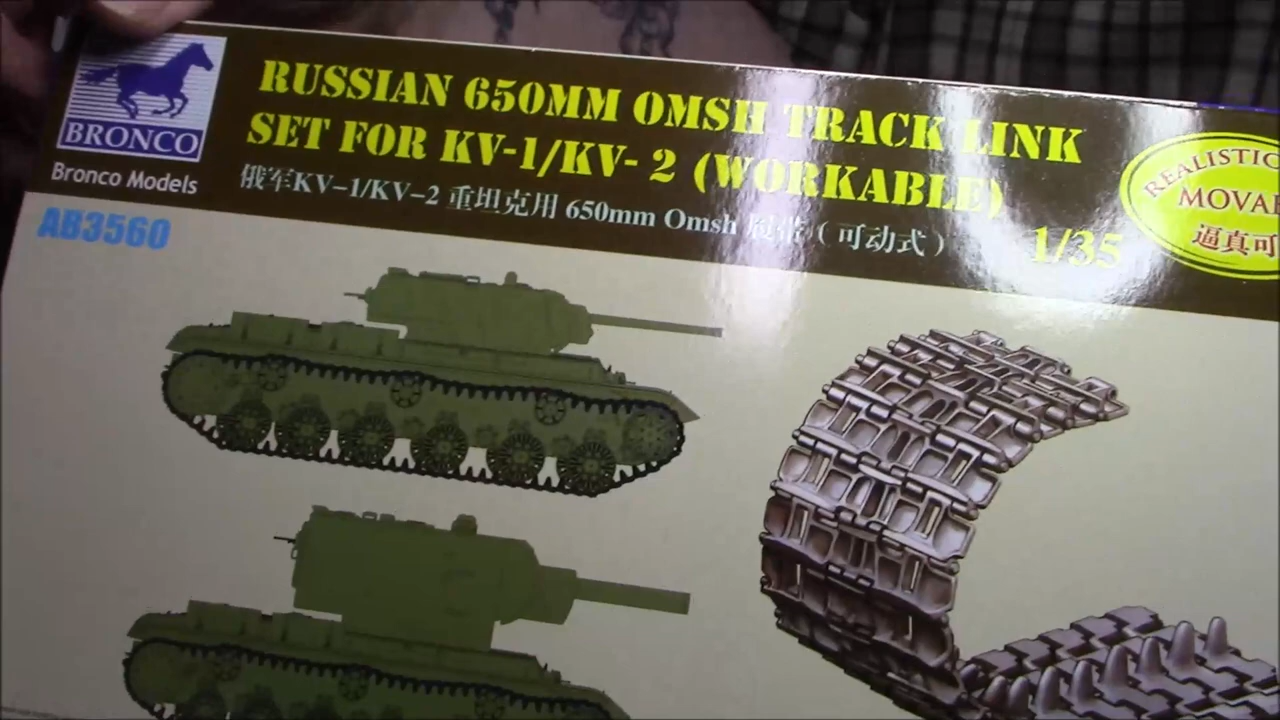 BRONCO
Bronco Models
AB3560
RUSSIAN 650MM OMSH TRACK LINK
SET FOR KV-1/KV- 2 (WORKABLE)
俄军KV-1/KV-2 重坦克用 650mm Omsh 履带 ( 可动式 )
1/35
REALISTIC
逼真可